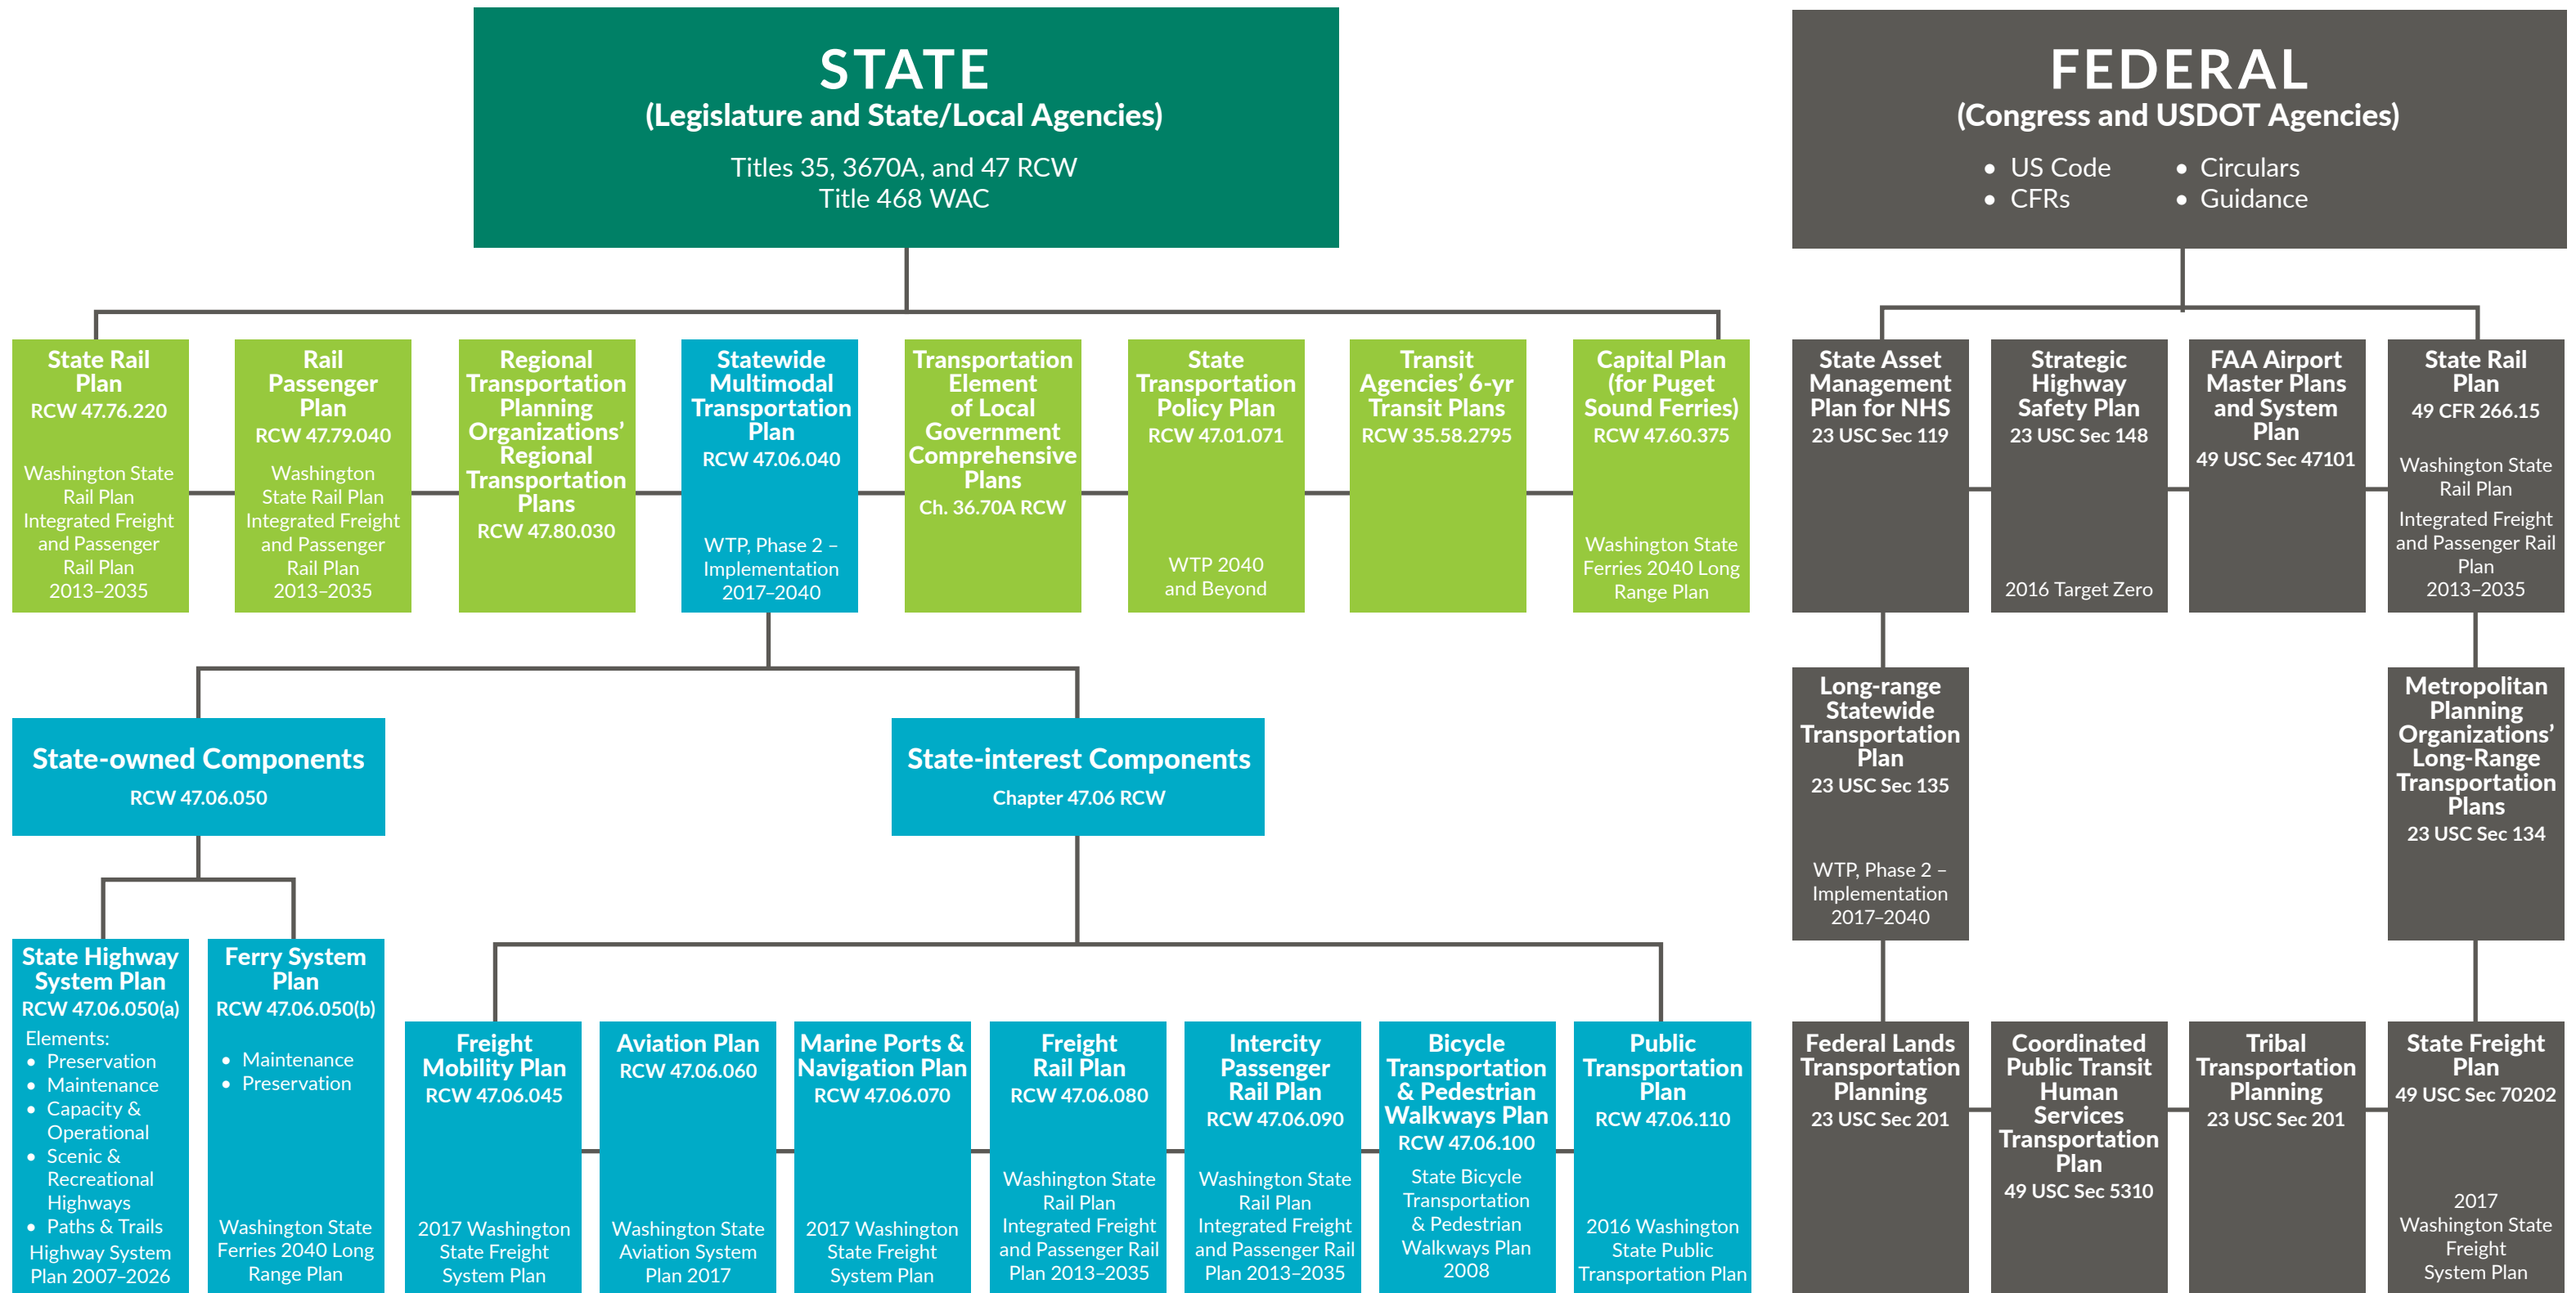 STATE
(Legislature and State/Local Agencies)
Titles 35, 3670A, and 47 RCW
Title 468 WAC
FEDERAL
(Congress and USDOT Agencies)
• US Code
• CFRs
• Circulars
• Guidance
State Rail
Plan
RCW 47.76.220
Washington State
Rail Plan
Integrated Freight
and Passenger
Rail Plan
2013–2035
Rail
Passenger
Plan
RCW 47.79.040
Washington
State Rail Plan
Integrated Freight
and Passenger
Rail Plan
2013–2035
Regional
Transportation
Planning
Organizations’
Regional
Transportation
Plans
RCW 47.80.030
Statewide
Multimodal
Transportation
Plan
RCW 47.06.040
WTP, Phase 2 –
Implementation
2017–2040
Transportation
Element
of Local
Government
Comprehensive
Plans
Ch. 36.70A RCW
State
Transportation
Policy Plan
RCW 47.01.071
WTP 2040
and Beyond
Transit
Agencies’ 6-yr
Transit Plans
RCW 35.58.2795
Capital Plan
(for Puget
Sound Ferries)
RCW 47.60.375
Washington State
Ferries 2040 Long
Range Plan
State Asset
Management
Plan for NHS
23 USC Sec 119
Strategic
Highway
Safety Plan
23 USC Sec 148
2016 Target Zero
FAA Airport
Master Plans
and System
Plan
49 USC Sec 47101
State Rail
Plan
49 CFR 266.15
Washington State
Rail Plan
Integrated Freight
and Passenger Rail
Plan
2013–2035
State-owned Components
RCW 47.06.050
State-interest Components
Chapter 47.06 RCW
Long-range
Statewide
Transportation
Plan
23 USC Sec 135
WTP, Phase 2 –
Implementation
2017–2040
Metropolitan
Planning
Organizations’
Long-Range
Transportation
Plans
23 USC Sec 134
State Highway
System Plan
RCW 47.06.050(a)
Elements:
• Preservation
• Maintenance
• Capacity &
Operational
• Scenic &
Recreational
Highways
• Paths & Trails
Highway System
Plan 2007–2026
Ferry System
Plan
RCW 47.06.050(b)
• Maintenance
• Preservation
Washington State
Ferries 2040 Long
Range Plan
Freight
Mobility Plan
RCW 47.06.045
2017 Washington
State Freight
System Plan
Aviation Plan
RCW 47.06.060
Washington State
Aviation System
Plan 2017
Marine Ports &
Navigation Plan
RCW 47.06.070
2017 Washington
State Freight
System Plan
Freight
Rail Plan
RCW 47.06.080
Washington State
Rail Plan
Integrated Freight
and Passenger Rail
Plan 2013–2035
Intercity
Passenger
Rail Plan
RCW 47.06.090
Washington State
Rail Plan
Integrated Freight
and Passenger Rail
Plan 2013–2035
Bicycle
Transportation
& Pedestrian
Walkways Plan
RCW 47.06.100
State Bicycle
Transportation
& Pedestrian
Walkways Plan
2008
Public
Transportation
Plan
RCW 47.06.110
2016 Washington
State Public
Transportation Plan
Federal Lands
Transportation
Planning
23 USC Sec 201
Coordinated
Public Transit
Human
Services
Transportation
Plan
49 USC Sec 5310
Tribal
Transportation
Planning
23 USC Sec 201
State Freight
Plan
49 USC Sec 70202
2017
Washington State
Freight
System Plan